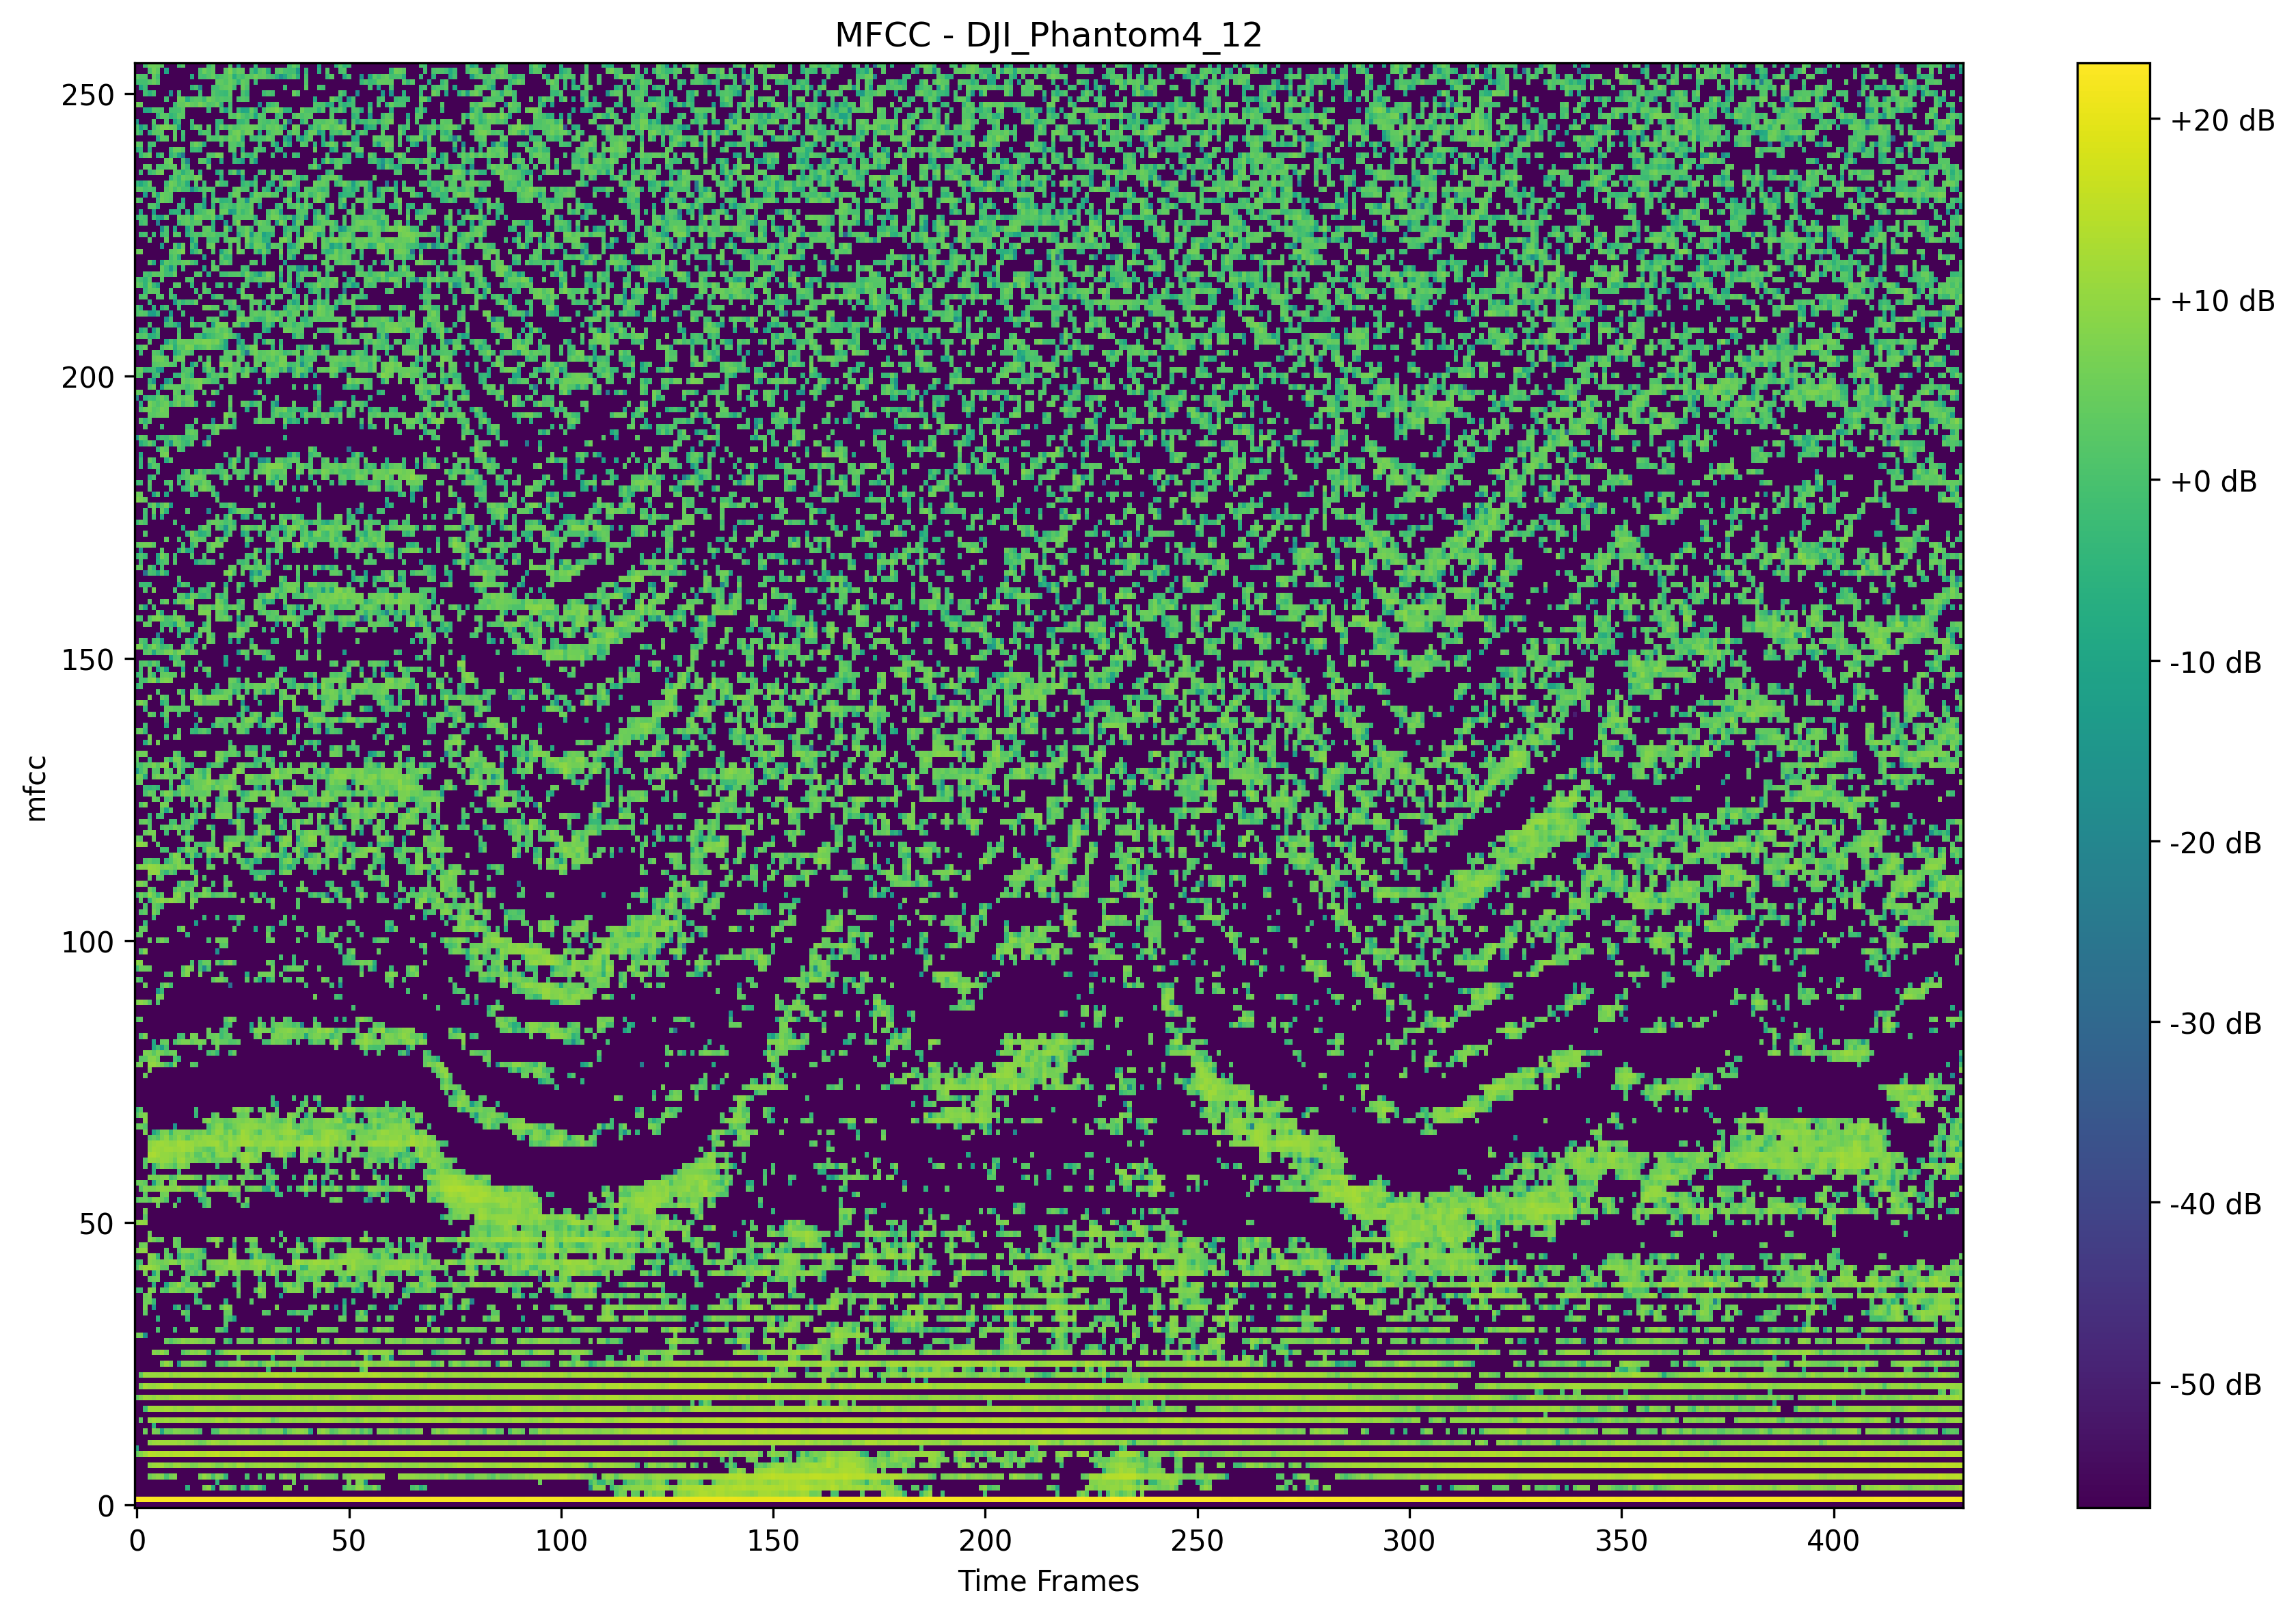 MFCC - DJI_Phantom4_12
250
200
150
100
50
0
mfcc
0 50 100 150 200 250 300 350 400
Time Frames
+20 dB
+10 dB
+0 dB
-10 dB
-20 dB
-30 dB
-40 dB
-50 dB